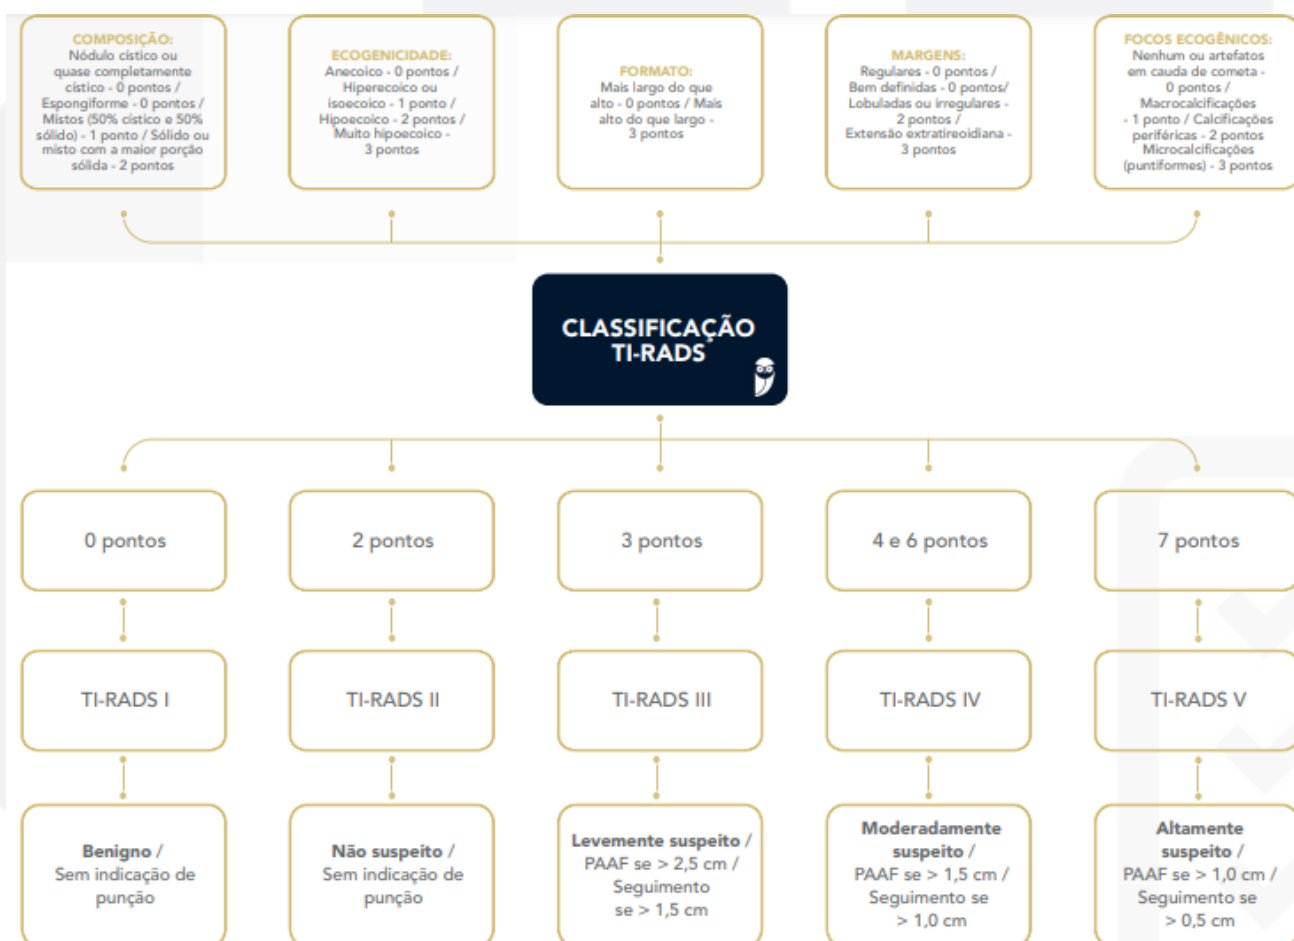 COMPOSIÇÃO:
Nódulo cístico ou
quase completamente
cístico - 0 pontos /
Espongiforme - 0 pontos /
Mistos (50% cístico e 50%
sólido) - 1 ponto / Sólido ou
misto com a maior porção
sólida - 2 pontos
ECOGENICIDADE:
Anecoico - 0 pontos /
Hiperecoico ou
isoecoico - 1 ponto /
Hipoecoico - 2 pontos /
Muito hipoecoico -
3 pontos
FORMATO:
Mais largo do que
alto - 0 pontos / Mais
alto do que largo -
3 pontos
MARGENS:
Regulares - 0 pontos /
Bem definidas - 0 pontos/
Lobuladas ou irregulares -
2 pontos /
Extensão extratireoidiana -
3 pontos
FOCOS ECOGÊNICOS:
Nenhum ou artefatos
em cauda de cometa -
0 pontos /
Macrocalcificações
- 1 ponto / Calcificações
periféricas - 2 pontos
Microcalcificações
(puntiformes) - 3 pontos
CLASSIFICAÇÃO
TI-RADS
0 pontos
2 pontos
3 pontos
4 e 6 pontos
7 pontos
TI-RADS I
TI-RADS II
TI-RADS III
TI-RADS IV
TI-RADS V
Benigno /
Sem indicação de
punção
Não suspeito /
Sem indicação de
punção
Levemente suspeito /
PAAF se > 2,5 cm /
Seguimento
se > 1,5 cm
Moderadamente
suspeito /
PAAF se > 1,5 cm /
Seguimento se
> 1,0 cm
Altamente
suspeito /
PAAF se > 1,0 cm /
Seguimento se
> 0,5 cm